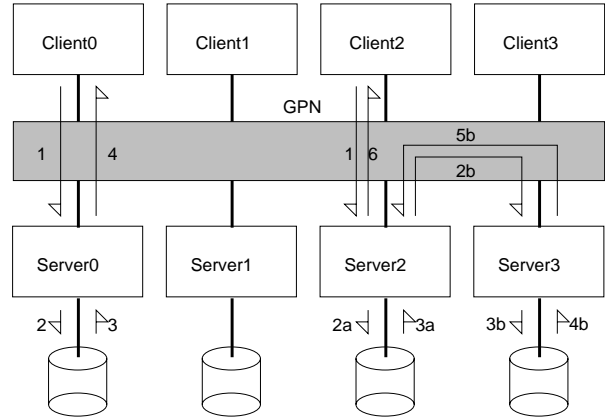 Client0 Client1 Client2 Client3
GPN
5b
1 4 1 6
2b
Server0 Server1 Server2 Server3
2 3 2a 3a 3b 4b